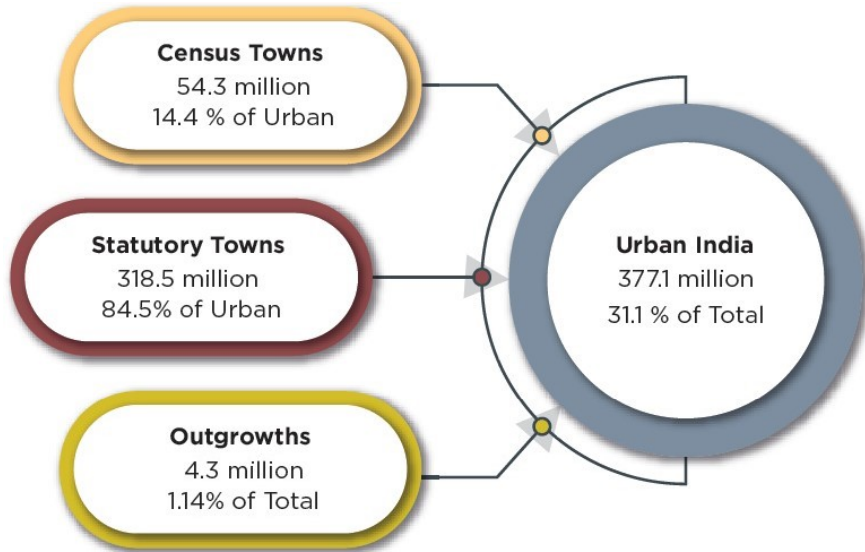 Census Towns
54.3 million
14.4 % of Urban
Statutory Towns
318.5 million
84.5% of Urban
Outgrowths
4.3 million
1.14% of Total
Urban India
377.1 million
31.1 % of Total